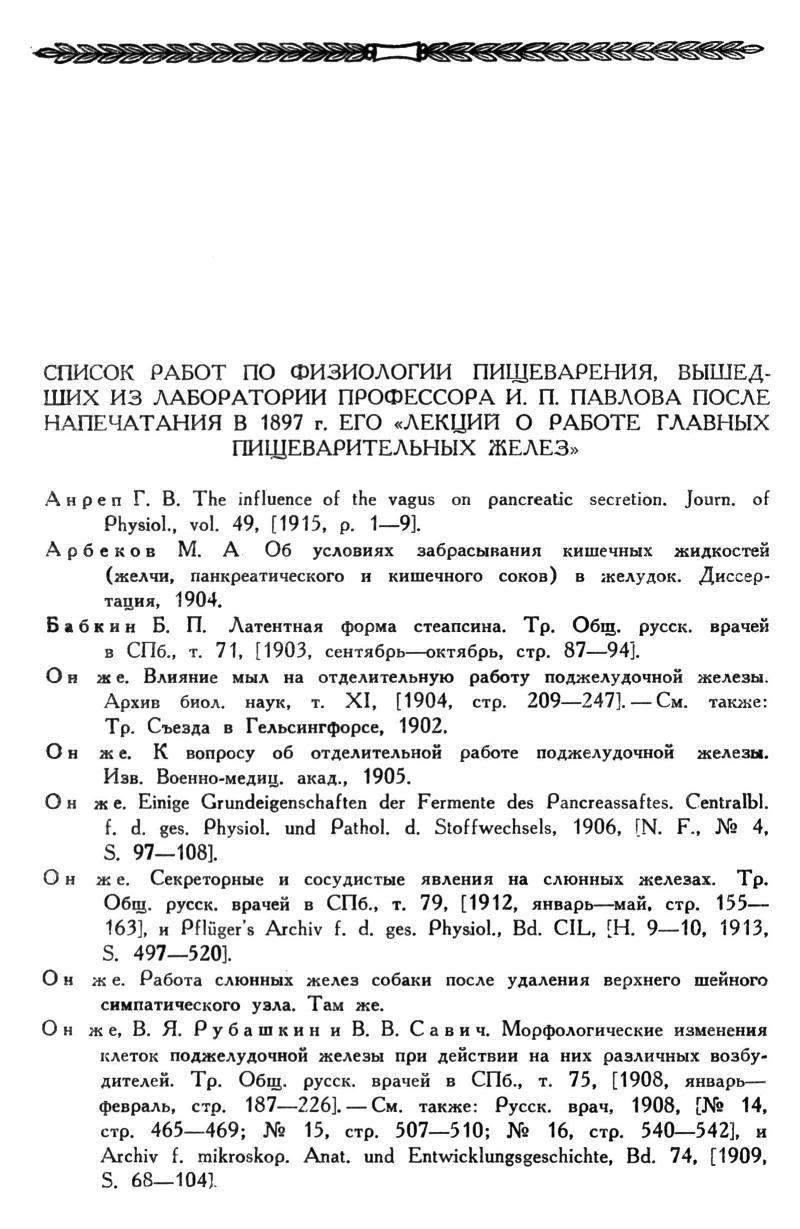 СПИСОК РАБОТ ПО ФИЗИОЛОГИИ ПИЩЕВАРЕНИЯ, ВЫШЕД-
ШИХ ИЗ ЛАБОРАТОРИИ ПРОФЕССОРА И. П. ПАВЛОВА ПОСЛЕ
НАПЕЧАТАНИЯ В 1897 г. ЕГО «ЛЕКЦИЙ О РАБОТЕ ГЛАВНЫХ
ПИЩЕВАРИТЕЛЬНЫХ ЖЕЛЕЗ»
Анреп Г. В. The influence of the vagus on pancreatic secretion. Journ. of
Physiol., vol. 49, [1915, p. 1—9].
Арбеков М. А Об условиях забрасывания кишечных жидкостей
(желчи, панкреатического и кишечного соков) в желудок. Диссер-
тация, 1904.
Бабкин Б. П. Латентная форма стеапсина. Тр. Общ. русск. врачей
в СПб., т. 71, [1903, сентябрь—октябрь, стр. 87—94].
Он же. Влияние мыл на отделительную работу поджелудочной железы.
Архив биол. наук, т. XI, [1904, стр. 209—247]. — См. также:
Тр. Съезда в Гельсингфорсе, 1902.
Он же. К вопросу об отделительной работе поджелудочной железы.
Изв. Военно-медиц. акад., 1905.
Он же. Einige Grundeigenschaften der Fermente des Pancreassaftes. Centralbl.
f. d. ges. Physiol. und Pathol. d. Stoffwechsels, 1906, [N. F., № 4,
S. 97—108].
Он же. Секреторные и сосудистые явления на слюнных железах. Тр.
Общ. русск. врачей в СПб., т. 79, [1912, январь—май, стр. 155—
163], и Pflüger's Archiv f. d. ges. Physiol., Bd. CIL, [H. 9—10, 1913,
S. 497—520].
Он же. Работа слюнных желез собаки после удаления верхнего шейного
симпатического узла. Там же.
Он же, В. Я. Рубашкин и В. В. Савич. Морфологические изменения
клеток поджелудочной железы при действии на них различных возбу-
дителей. Тр. Общ. русск. врачей в СПб., т. 75, [1908, январь—
февраль, стр. 187—226]. — См. также: Русск. врач, 1908, [№ 14,
стр. 465—469; № 15, стр. 507—510; № 16, стр. 540—542], и
Archiv f. mikroskop. Anat. und Entwicklungsgeschichte, Bd. 74, [1909,
S. 68—104].